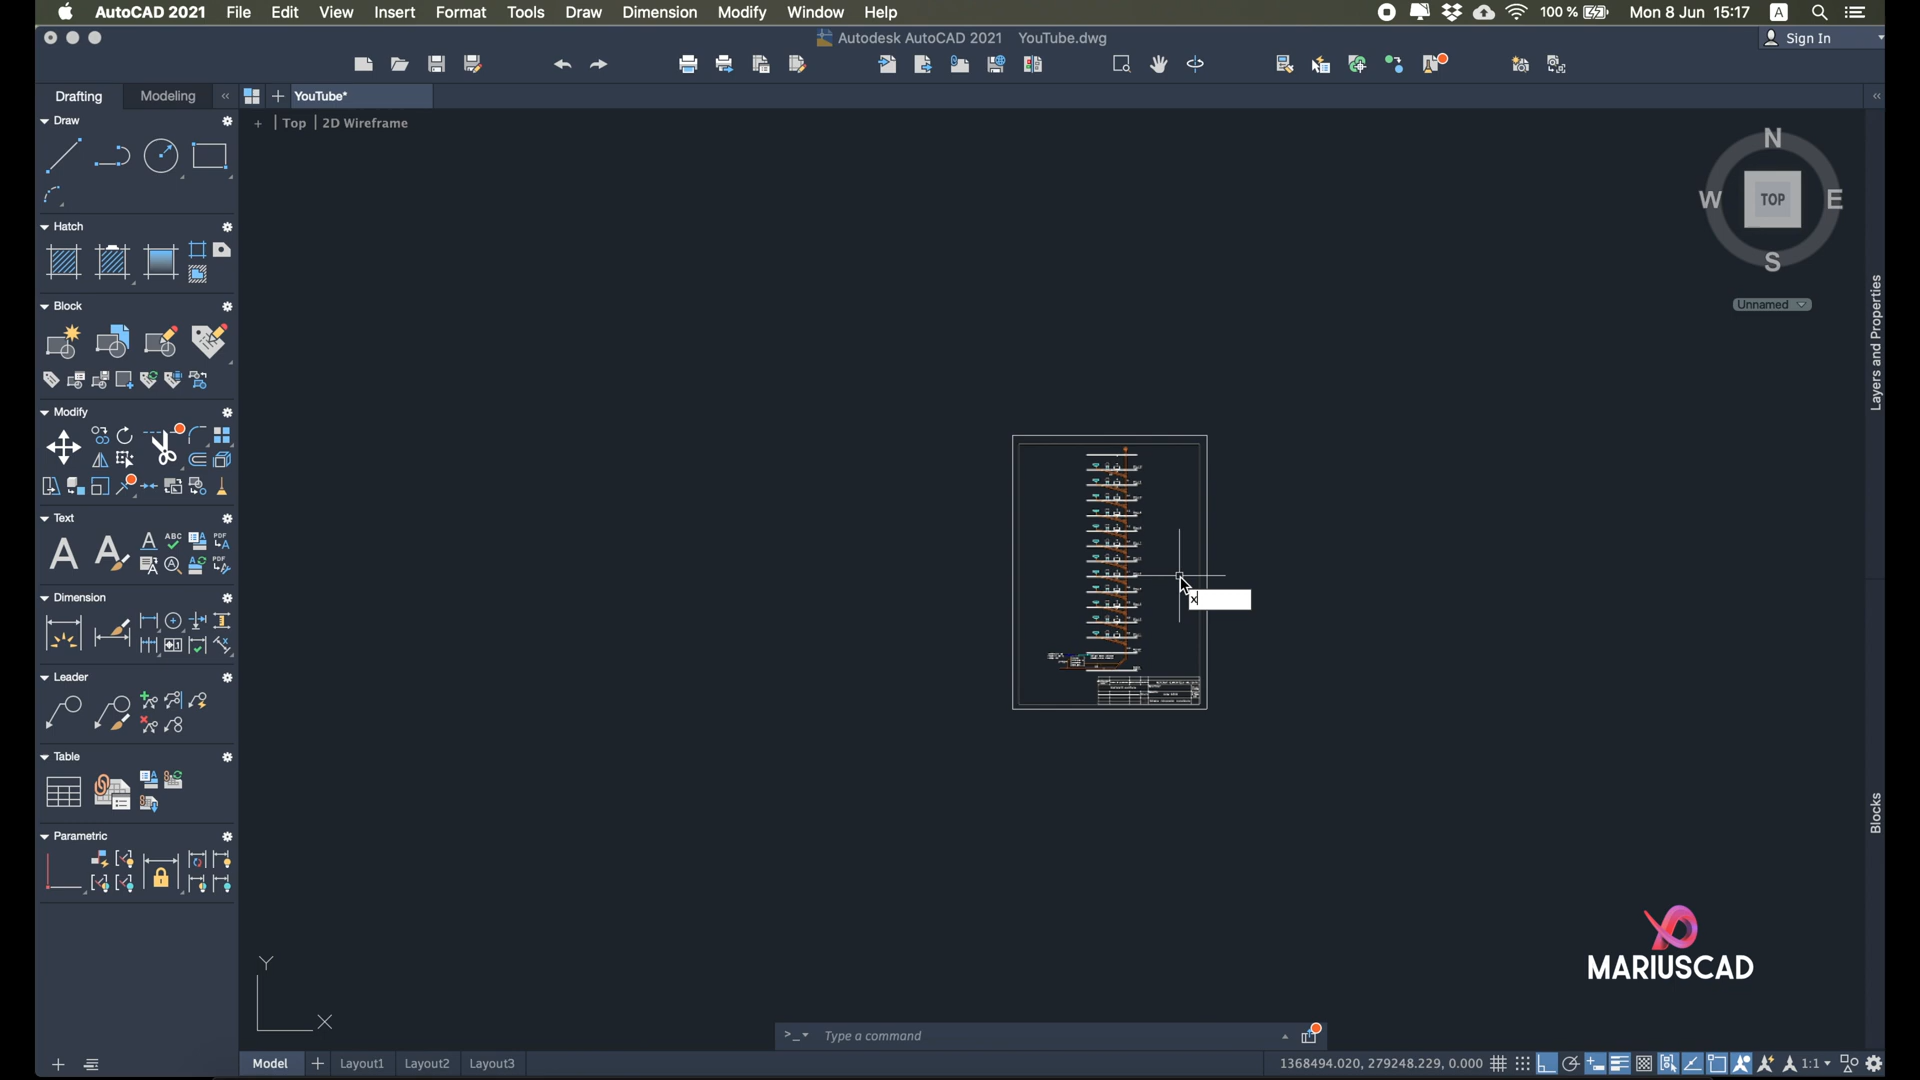 AutoCAD 2021 File Edit View Insert Format Tools Draw Dimension Modify Window Help 100 % Mon 8 Jun 15:17 A
Autodesk AutoCAD 2021 YouTube.dwg
Sign In
Drafting Modeling « + YouTube* «
+ | Top | 2D Wireframe
Draw
Hatch
Block
Modify
Text
Dimension
Leader
Table
Parametric
N
W TOP E
S
Unnamed
Layers and Properties
Blocks
x
Y
X
MARIUSCAD
>_ Type a command
Model + Layout1 Layout2 Layout3 1368494.020, 279248.229, 0.000 1:1